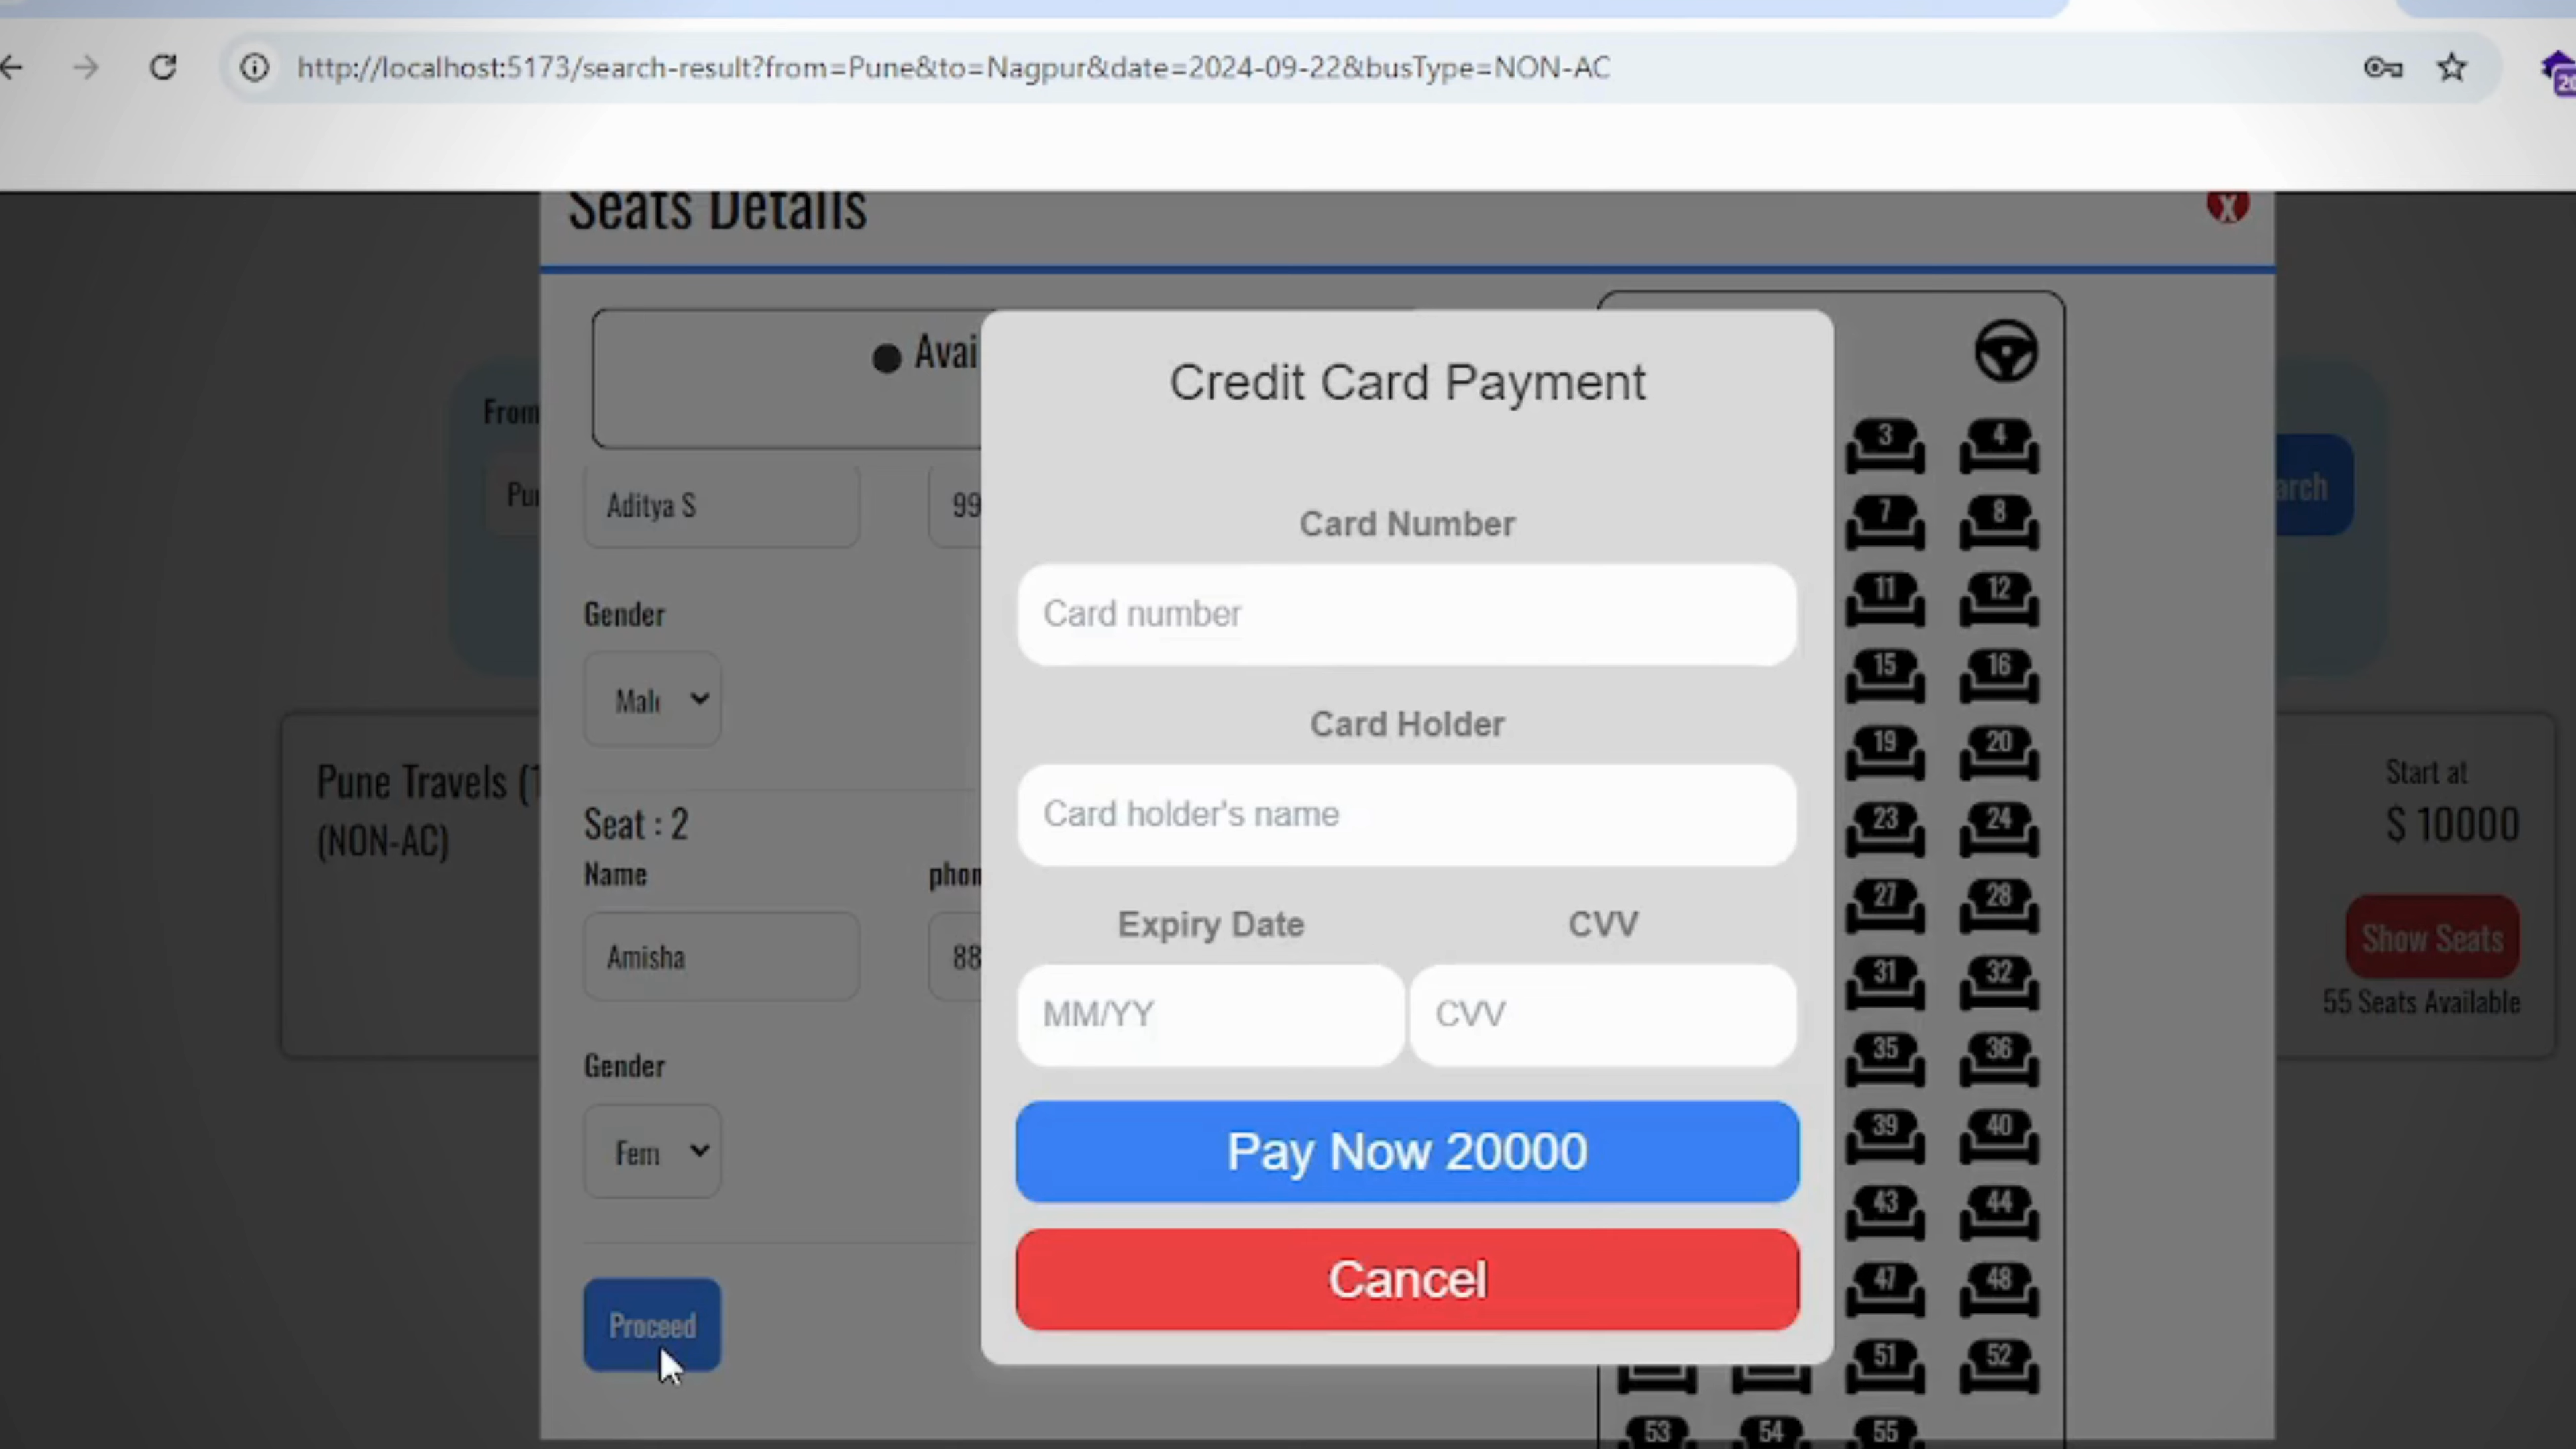 http://localhost:5173/search-result?from=Pune&to=Nagpur&date=2024-09-22&busType=NON-AC
Seats Details
X
Avai
Credit Card Payment
From
Pu
arch
Aditya S
99
Card Number
Card number
Gender
Male
Card Holder
Card holder's name
Pune Travels (1
(NON-AC)
Start at
$ 10000
Show Seats
55 Seats Available
Seat : 2
Name
phon
Amisha
88
Expiry Date
CVV
MM/YY
CVV
Gender
Fem
Pay Now 20000
Cancel
Proceed
3 4
7 8
11 12
15 16
19 20
23 24
27 28
31 32
35 36
39 40
43 44
47 48
51 52
53 54 55